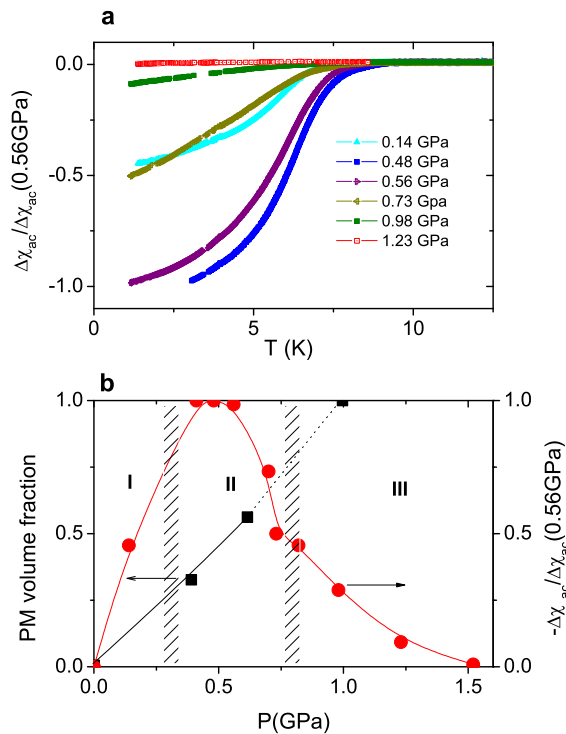 a
0.0
-0.5
-1.0
Δχac/Δχac(0.56GPa)
0.14 GPa
0.48 GPa
0.56 GPa
0.73 Gpa
0.98 GPa
1.23 GPa
0
5
10
T (K)
b
1.0
0.5
0.0
PM volume fraction
I
II
III
1.0
0.5
0.0
-Δχac/Δχac(0.56GPa)
0.0
0.5
1.0
1.5
P(GPa)